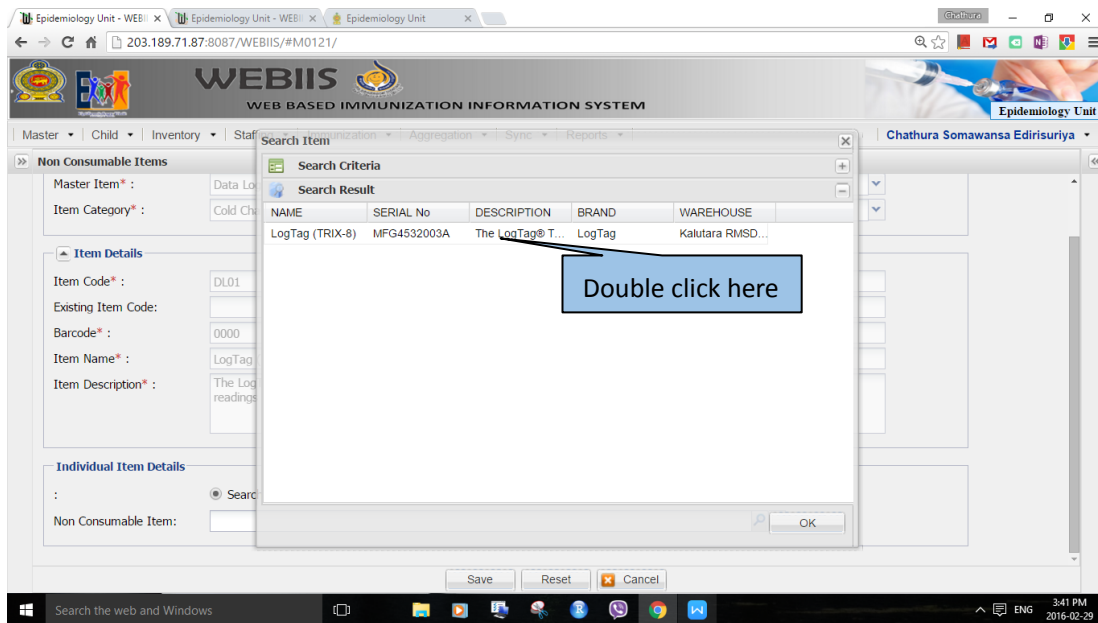 Epidemiology Unit - WEBII
Epidemiology Unit - WEBII
Epidemiology Unit
Chathura
203.189.71.87:8087/WEBIIS/#M0121/
WEBIIS
WEB BASED IMMUNIZATION INFORMATION SYSTEM
Epidemiology Unit
Master Child Inventory Staffing Immunization Aggregation Sync Reports Chathura Somawansa Edirisuriya
Non Consumable Items
Search Item
Search Criteria
Search Result
NAME SERIAL No DESCRIPTION BRAND WAREHOUSE
LogTag (TRIX-8) MFG4532003A The LogTag® T... LogTag Kalutara RMSD...
Double click here
OK
Master Item* : Data Lo
Item Category* : Cold Ch
Item Details
Item Code* : DL01
Existing Item Code:
Barcode* : 0000
Item Name* : LogTag
Item Description* : The Log
readings
Individual Item Details
: Searc
Non Consumable Item:
Save Reset Cancel
Search the web and Windows
ENG
3:41 PM
2016-02-29